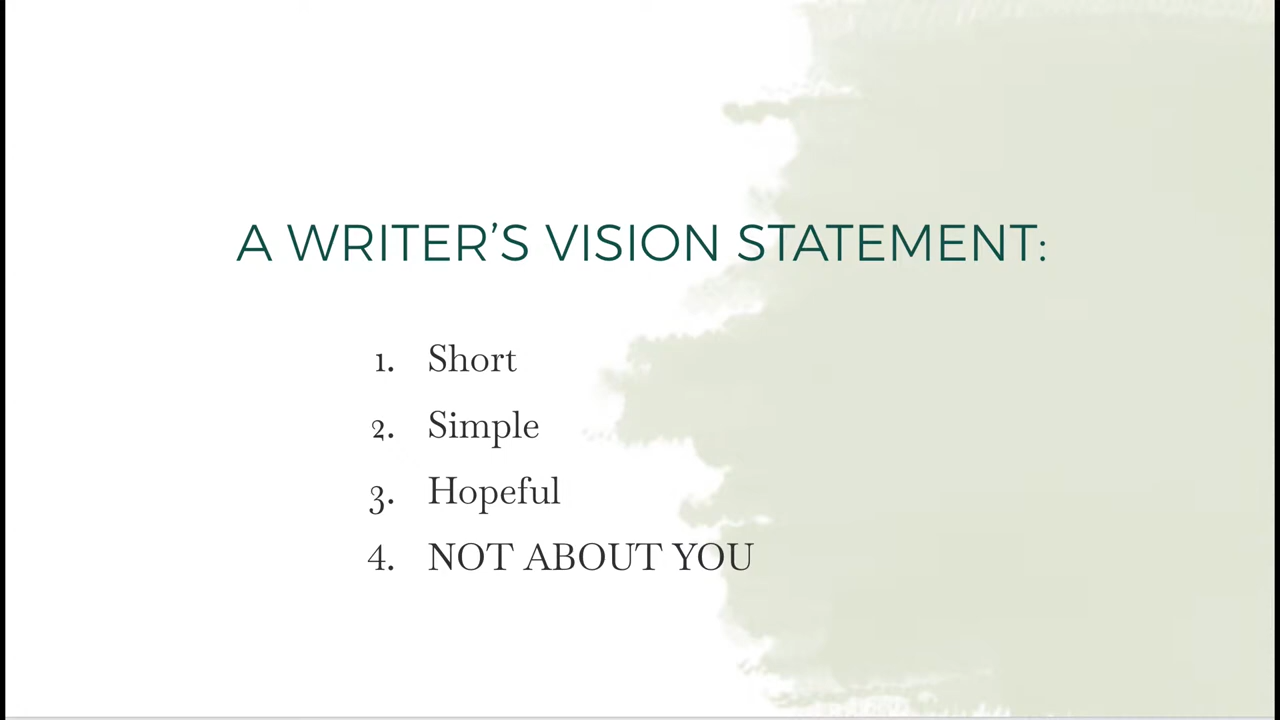 A WRITER’S VISION STATEMENT:
1. Short
2. Simple
3. Hopeful
4. NOT ABOUT YOU